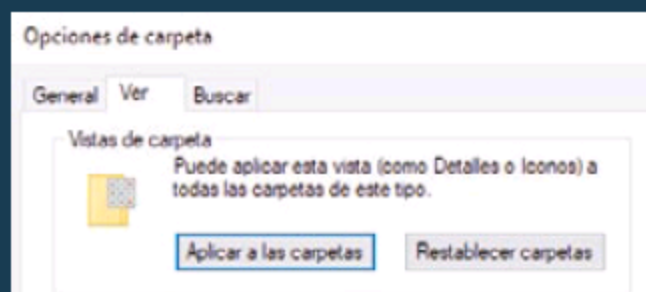 Opciones de carpeta
General Ver Buscar
Vistas de carpeta
Puede aplicar esta vista (como Detalles o Iconos) a
todas las carpetas de este tipo.
Aplicar a las carpetas Restablecer carpetas